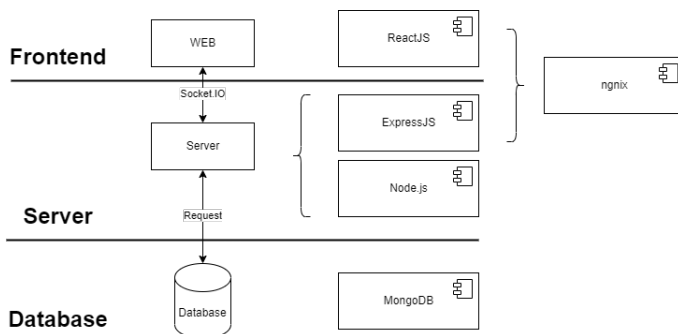 WEB
ReactJS
Frontend
ngnix
Socket.IO
ExpressJS
Server
Node.js
Server
Request
MongoDB
Database
Database